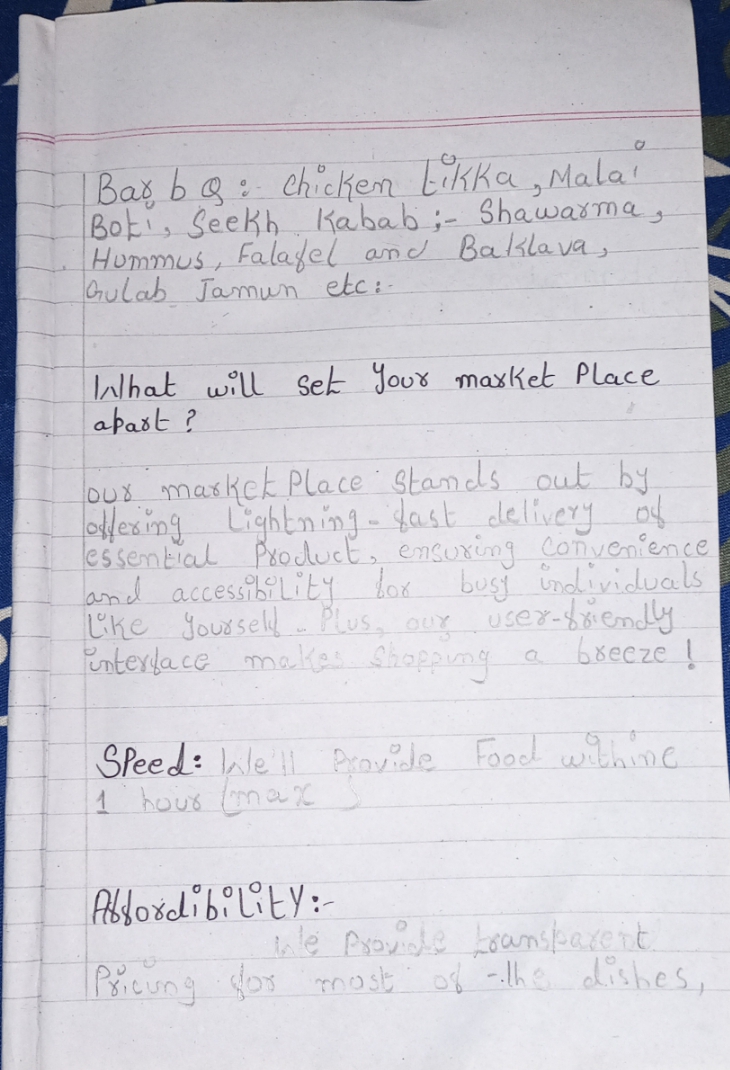 Bar b Q :- Chicken tikka, Malai
Boti, Seekh Kabab ;- Shawarma,
Hummus, Falafel and Baklava,
Gulab Jamun etc :-
What will set your market Place
apart ?
our market Place stands out by
offering Lightning-fast delivery of
essential Product, ensuring convenience
and accessibility for busy individuals
Like yourself. Plus, our user-friendly
interface makes shopping a breeze !
Speed: We'll Provide Food withine
1 hour (max)
Affordibility :-
We Provide transparent
Pricing for most of the dishes,